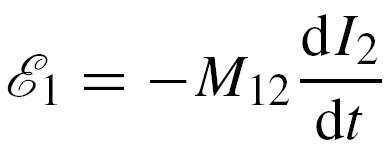 ℰ₁ = −M₁₂ dI₂/dt